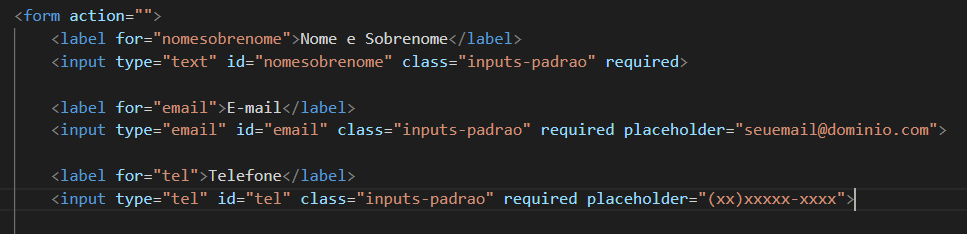 <form action="">
<label for="nomesobrenome">Nome e Sobrenome</label>
<input type="text" id="nomesobrenome" class="inputs-padrao" required>
<label for="email">E-mail</label>
<input type="email" id="email" class="inputs-padrao" required placeholder="seuemail@dominio.com">
<label for="tel">Telefone</label>
<input type="tel" id="tel" class="inputs-padrao" required placeholder="(xx)xxxxx-xxxx">